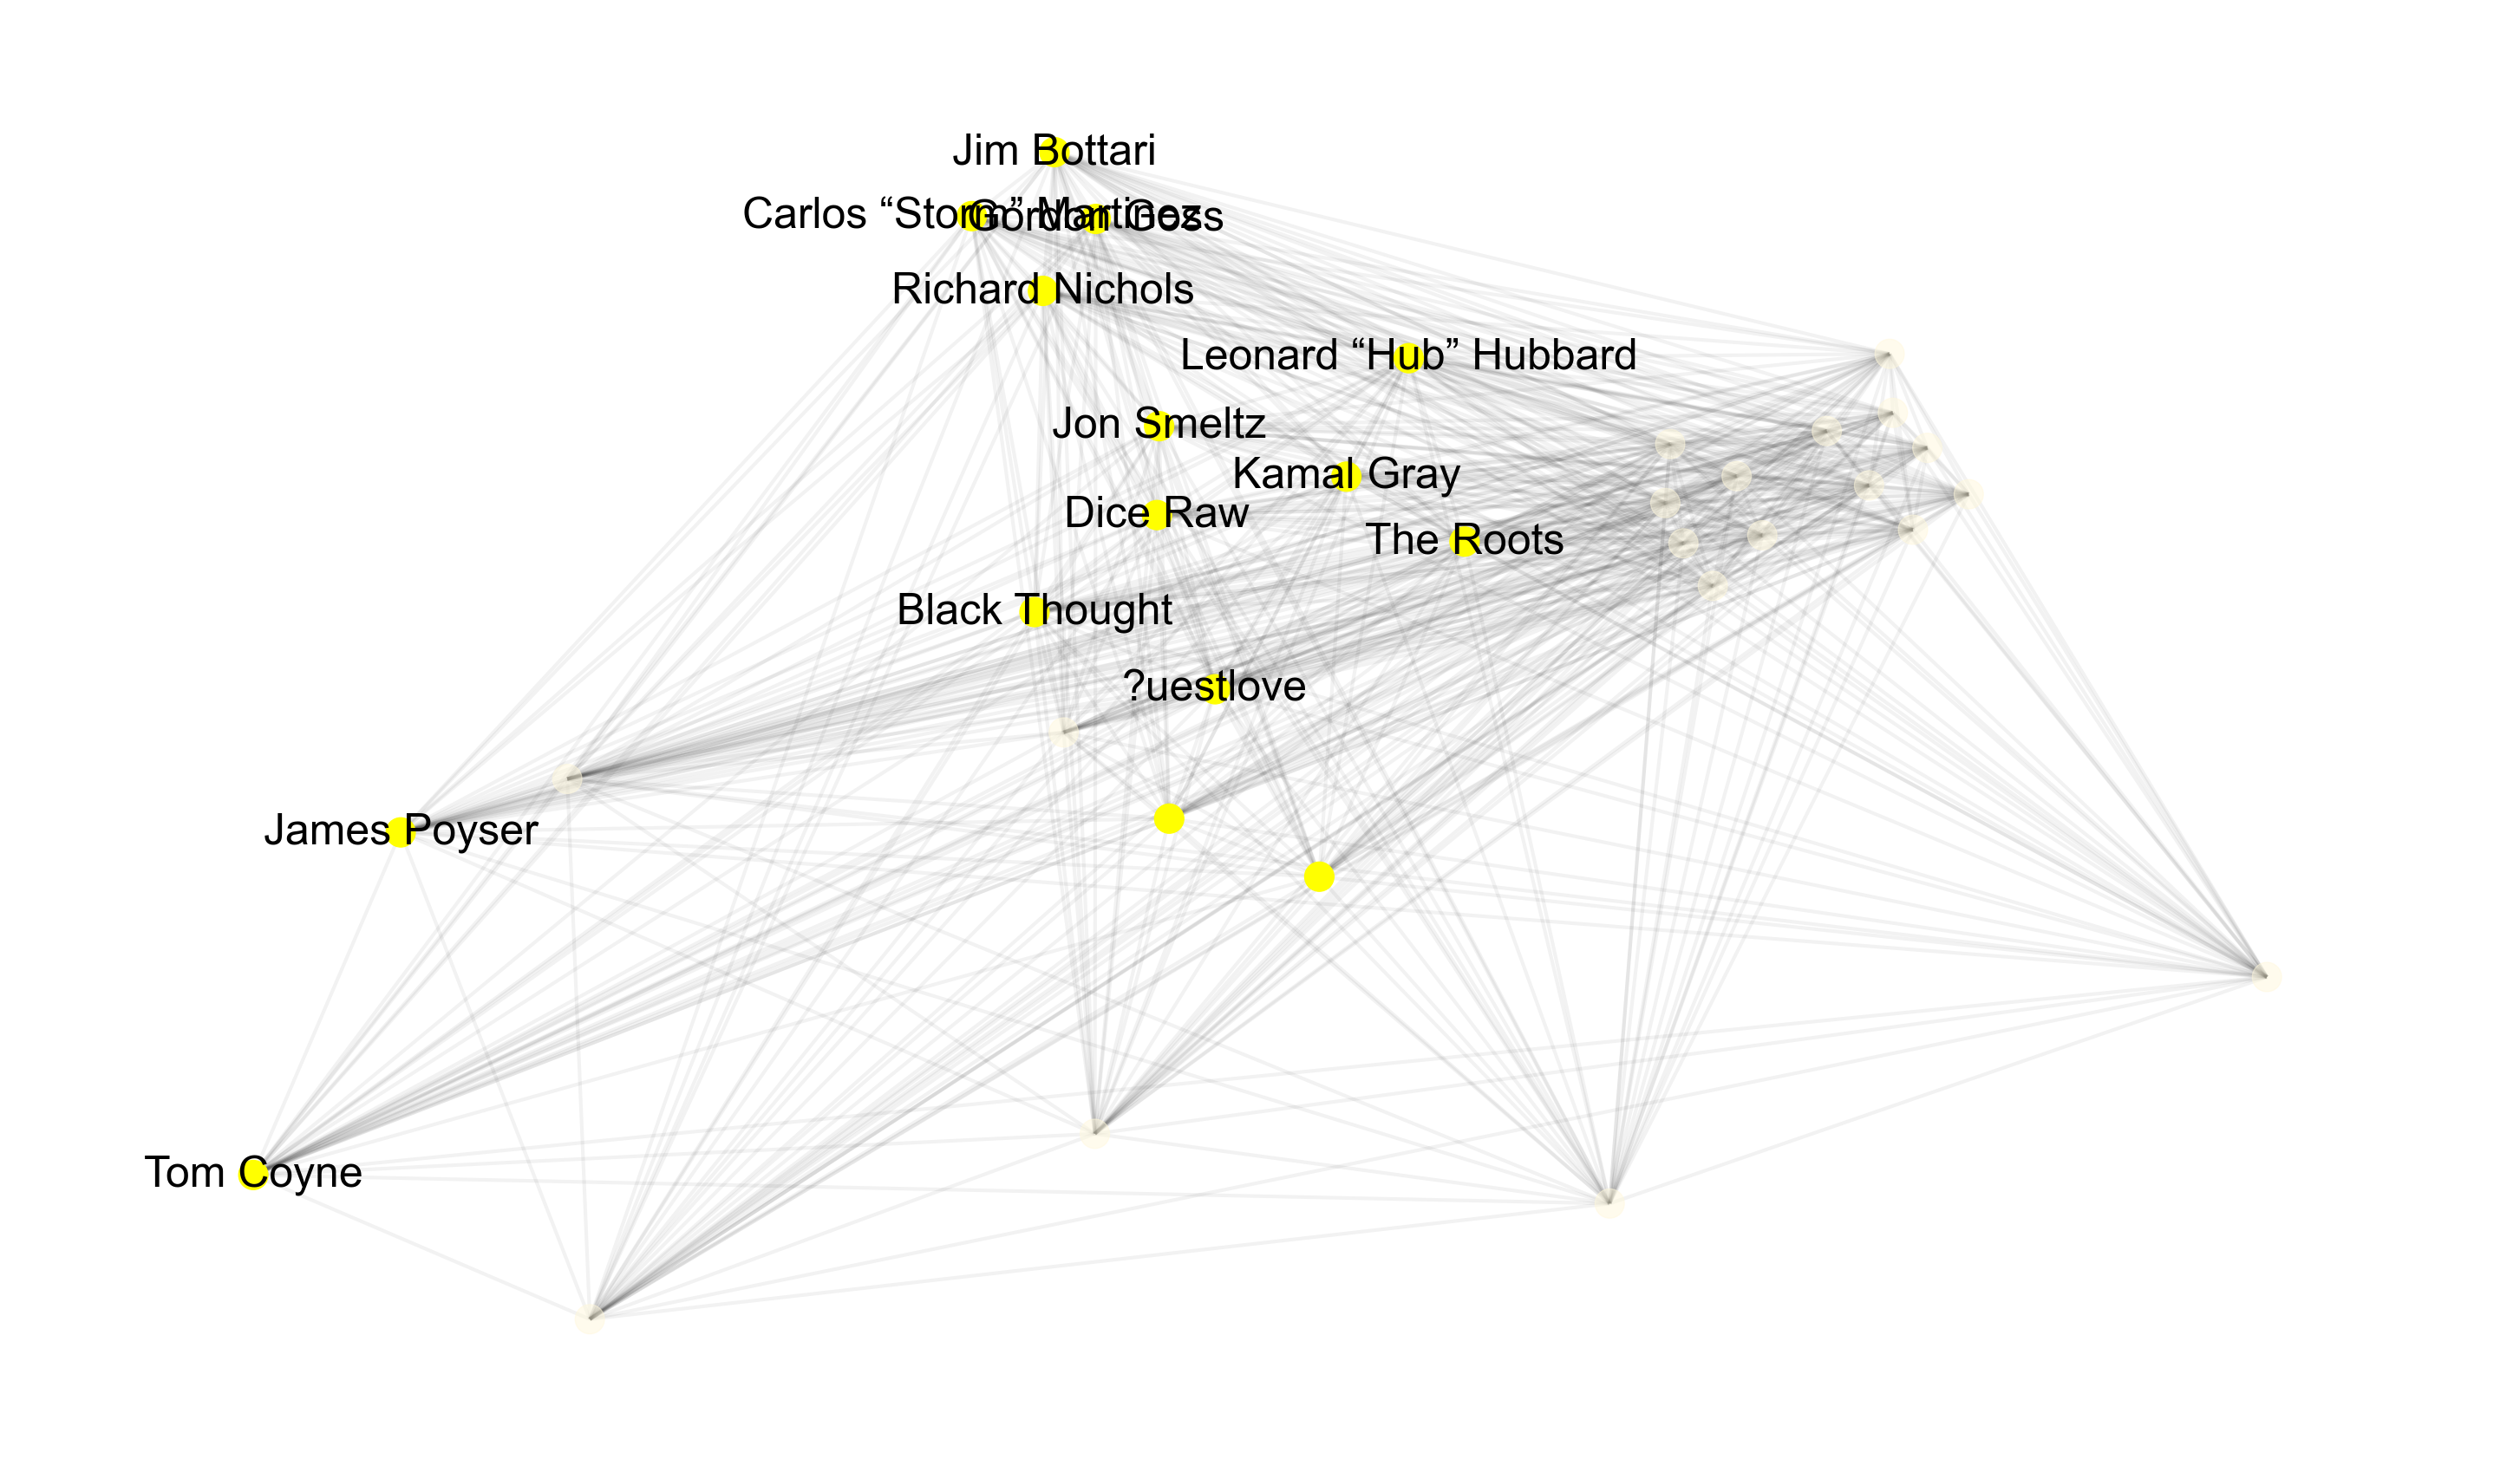 Jim Bottari
Carlos “Storm” Martinez
Gordon Goss
Richard Nichols
Leonard “Hub” Hubbard
Jon Smeltz
Kamal Gray
Dice Raw
The Roots
Black Thought
?uestlove
James Poyser
Tom Coyne